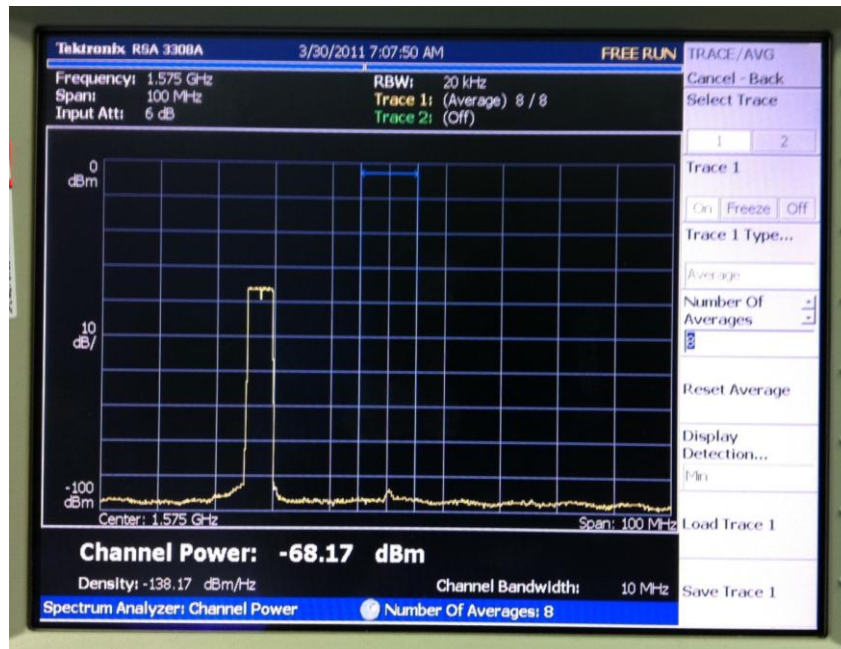 Tektronix RSA 3308A 3/30/2011 7:07:50 AM FREE RUN
Frequency: 1.575 GHz
Span: 100 MHz
Input Att: 6 dB
RBW: 20 kHz
Trace 1: (Average) 8 / 8
Trace 2: (Off)
0
dBm
10
dB/
-100
dBm
Center: 1.575 GHz Span: 100 MHz
Channel Power: -68.17 dBm
Density: -138.17 dBm/Hz Channel Bandwidth: 10 MHz
Spectrum Analyzer: Channel Power Number Of Averages: 8
TRACE/AVG
Cancel - Back
Select Trace
1 2
Trace 1
On Freeze Off
Trace 1 Type...
Average
Number Of
Averages
8
Reset Average
Display
Detection...
Min
Load Trace 1
Save Trace 1